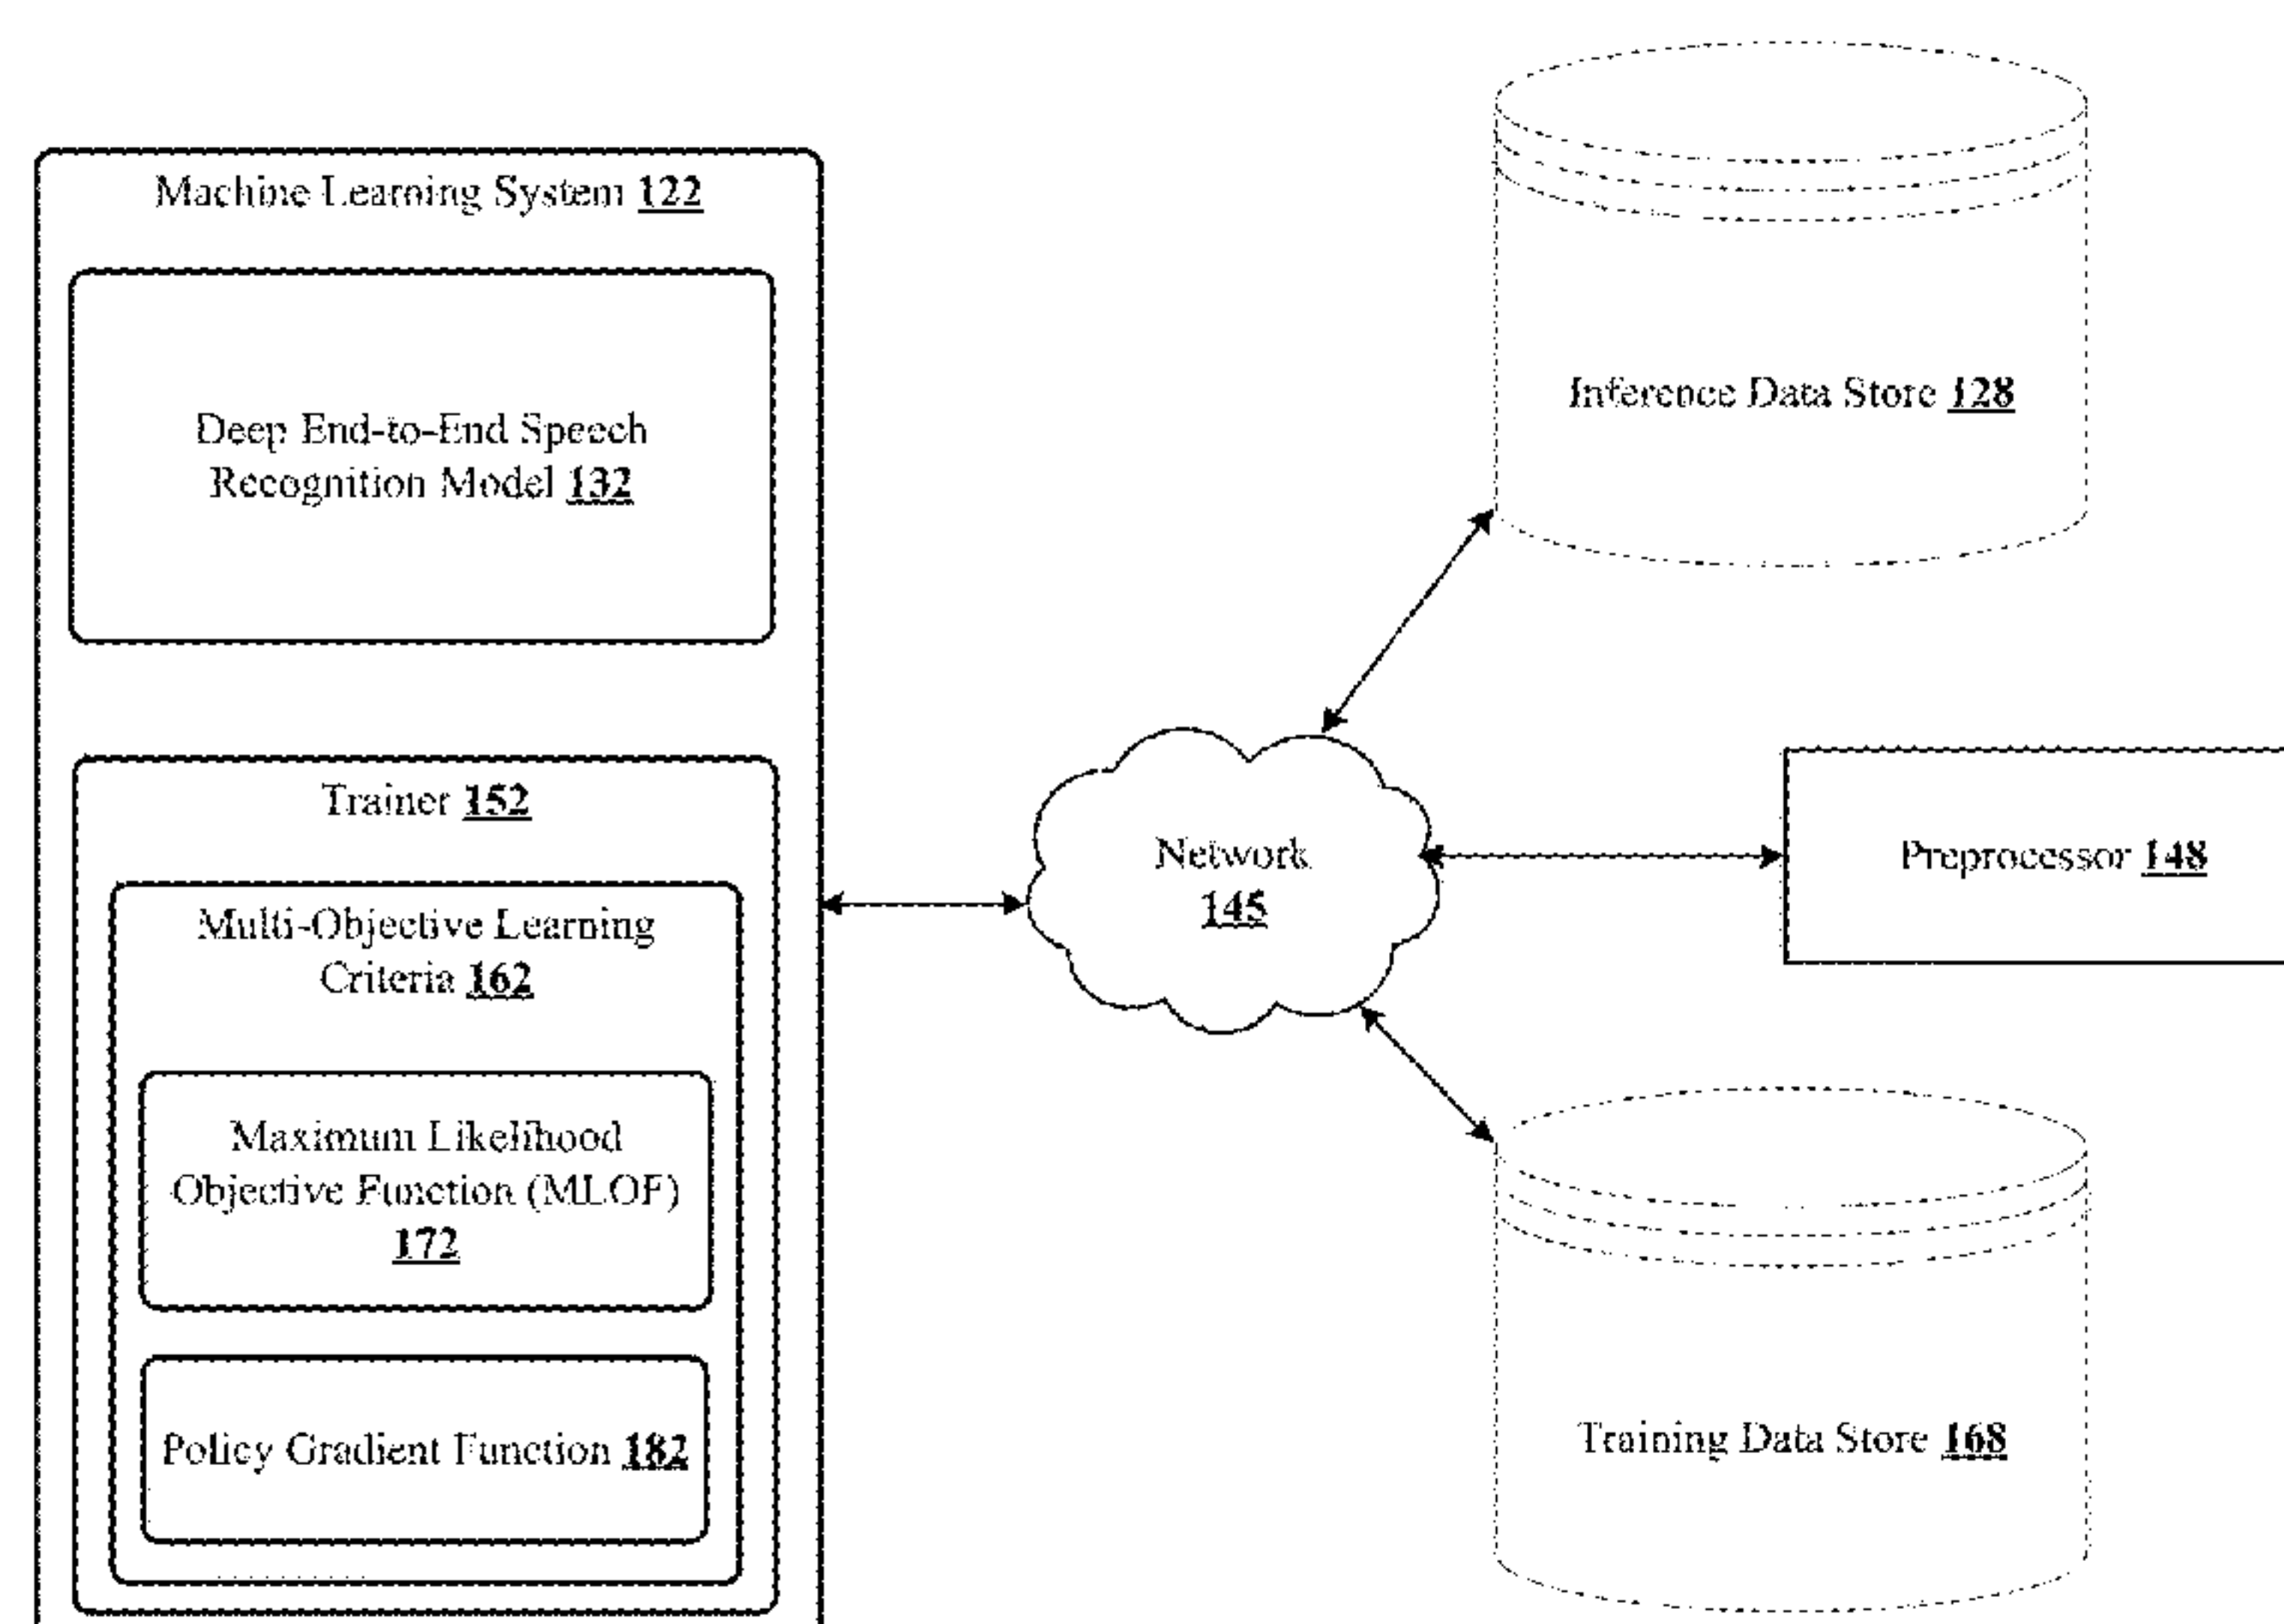 Machine Learning System 122
Deep End-to-End Speech
Recognition Model 132
Trainer 152
Multi-Objective Learning
Criteria 162
Maximum Likelihood
Objective Function (MLOF)
172
Policy Gradient Function 182
Network
145
Inference Data Store 128
Preprocessor 148
Training Data Store 168